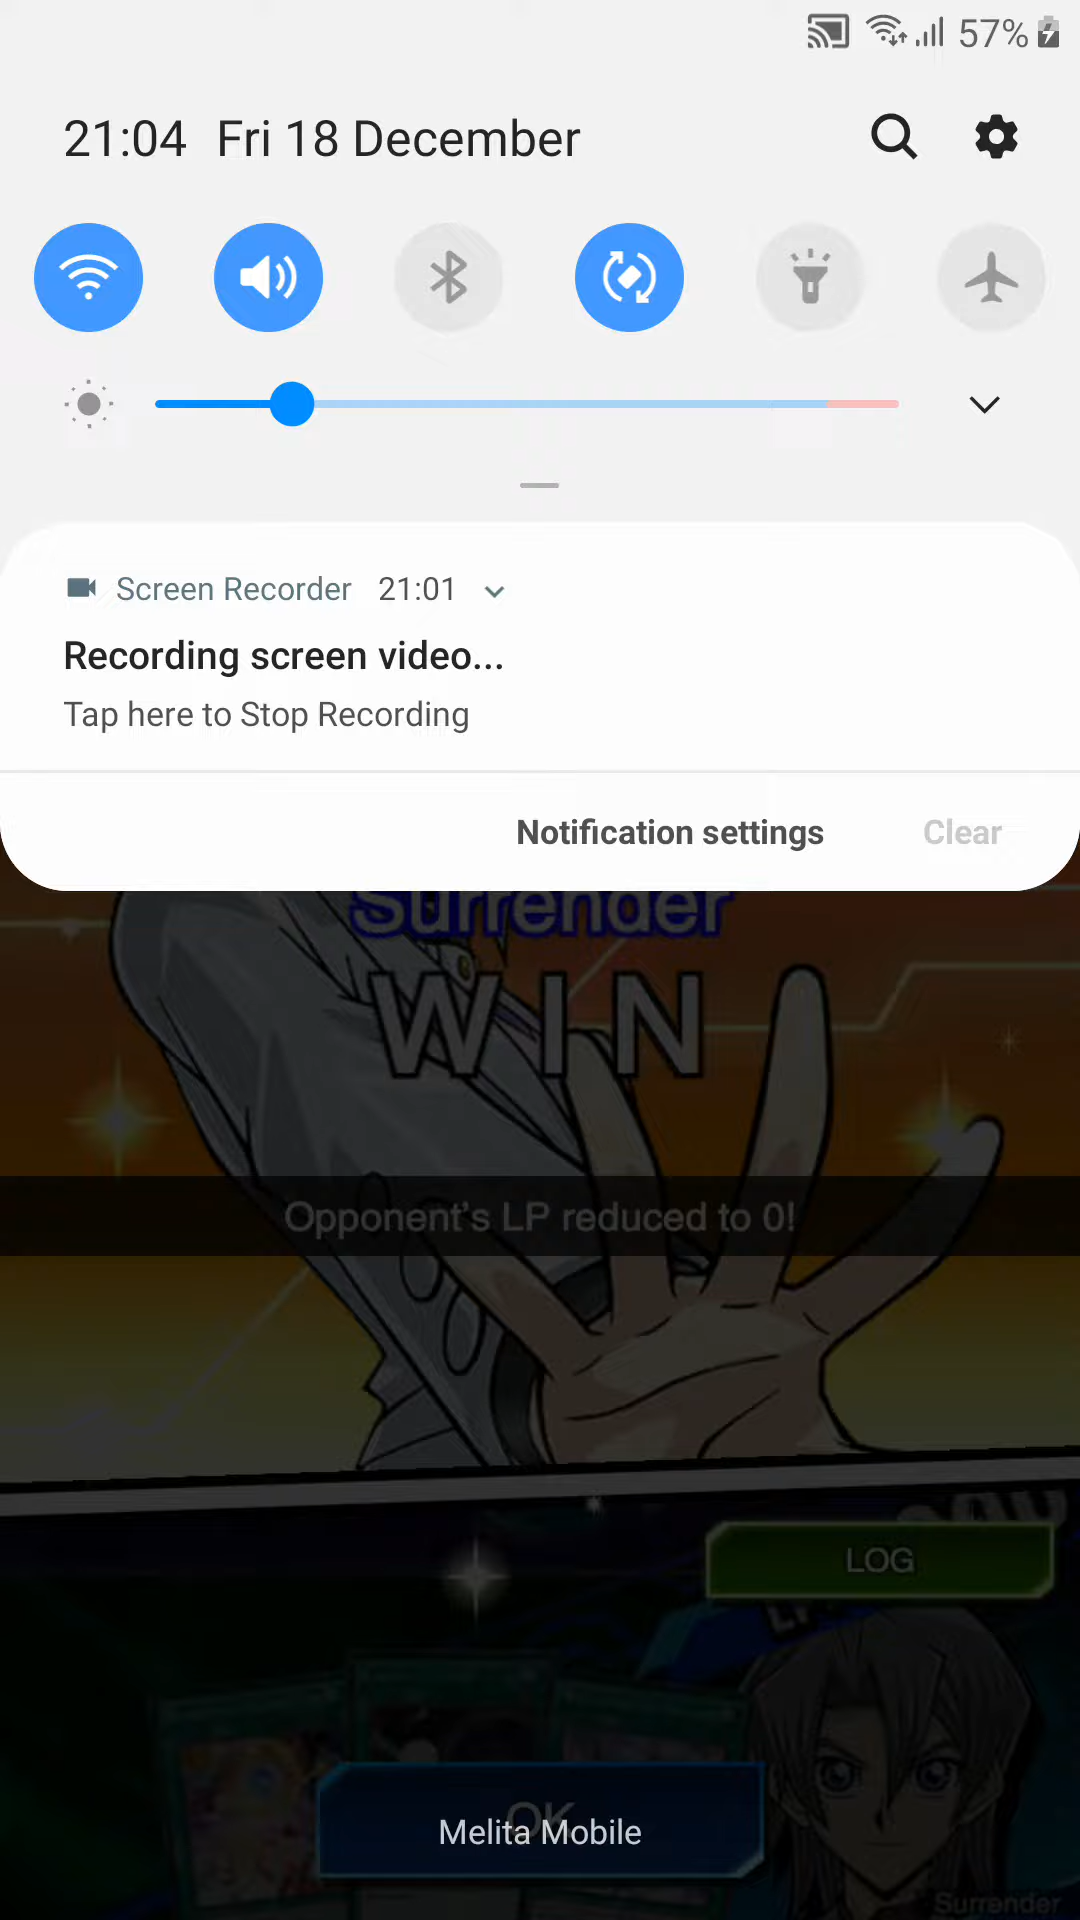 57%
21:04 Fri 18 December
Screen Recorder 21:01
Recording screen video...
Tap here to Stop Recording
Notification settings Clear
Surrender
WIN
Opponent's LP reduced to 0!
LOG
LP
OK
Melita Mobile
Surrender